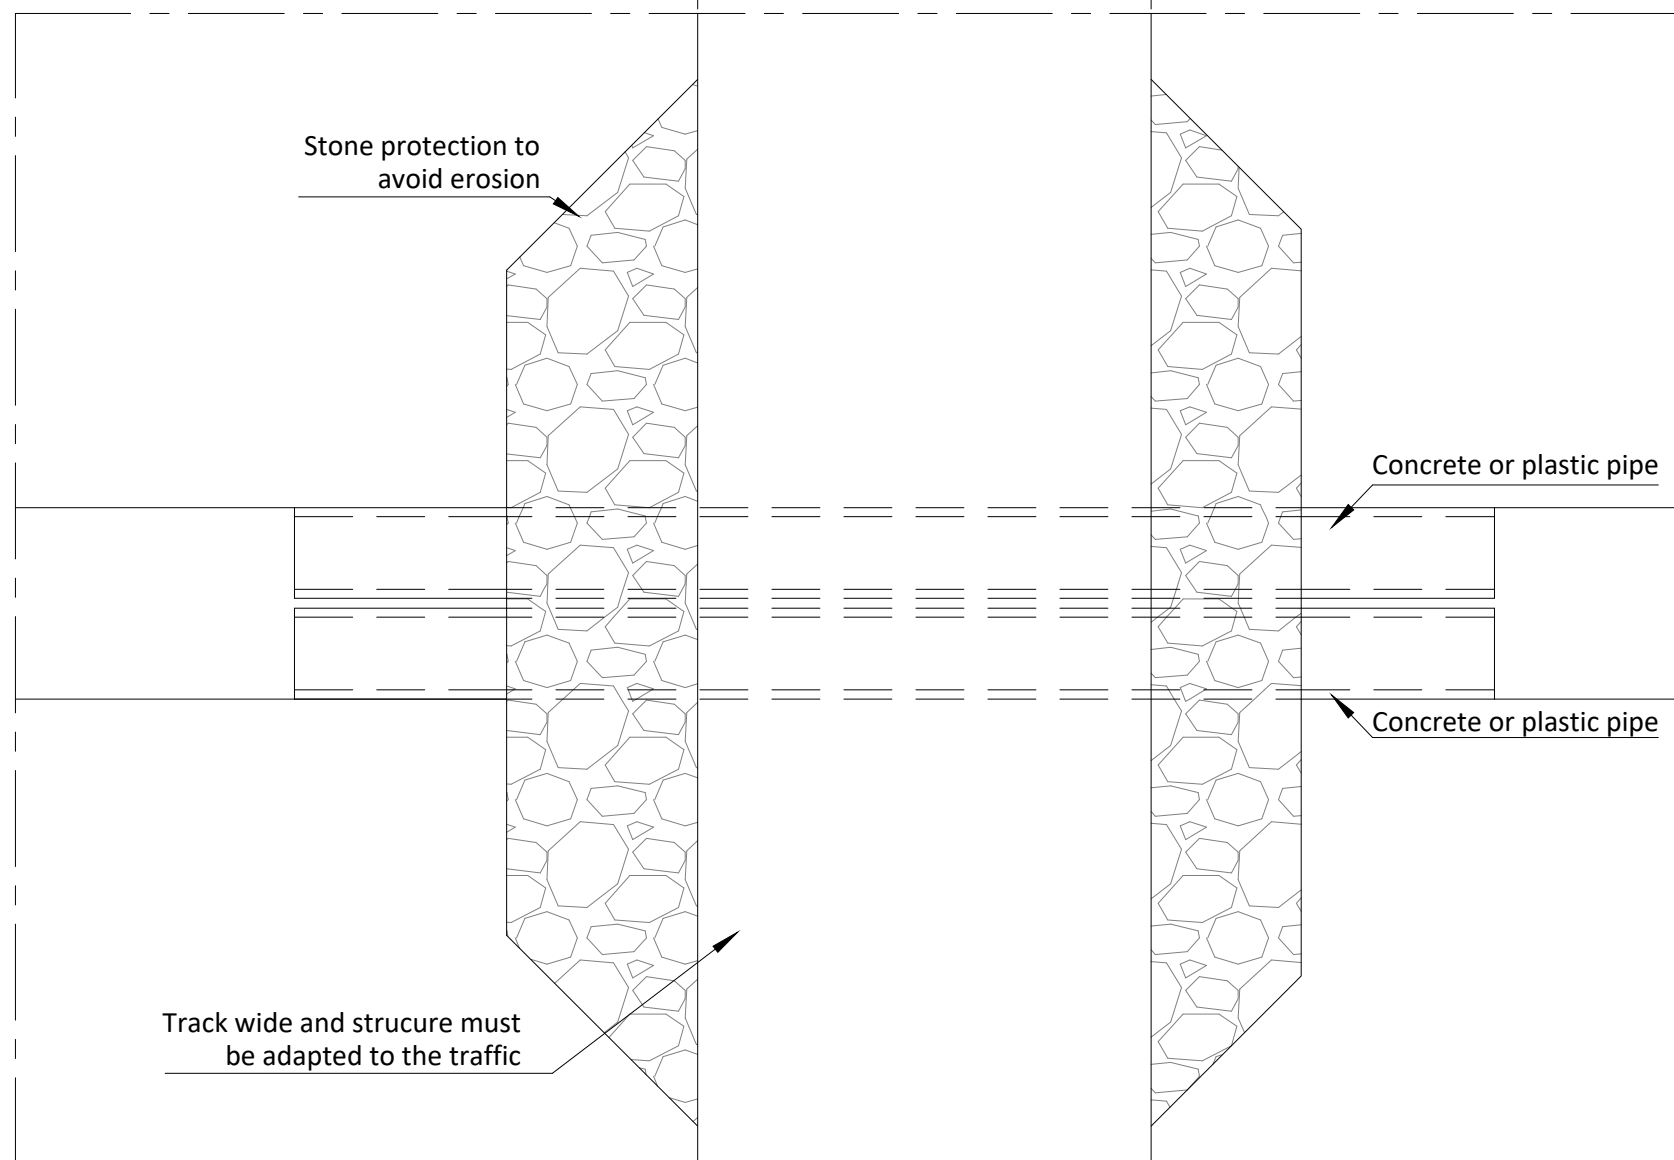 Stone protection to
avoid erosion
Concrete or plastic pipe
Concrete or plastic pipe
Track wide and strucure must
be adapted to the traffic